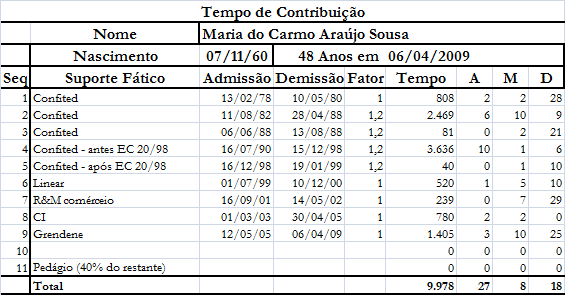 Tempo de Contribuição
Nome Maria do Carmo Araújo Sousa
Nascimento 07/11/60 48 Anos em 06/04/2009
Seq Suporte Fático Admissão Demissão Fator Tempo A M D
1 Confited 13/02/78 10/05/80 1 808 2 2 28
2 Confited 11/08/82 28/04/88 1,2 2.469 6 10 9
3 Confited 06/06/88 13/08/88 1,2 81 0 2 21
4 Confited - antes EC 20/98 16/07/90 15/12/98 1,2 3.636 10 1 6
5 Confited - após EC 20/98 16/12/98 19/01/99 1,2 40 0 1 10
6 Linear 01/07/99 10/12/00 1 520 1 5 10
7 R&M comérceio 16/09/01 14/05/02 1 239 0 7 29
8 CI 01/03/03 30/04/05 1 780 2 2 0
9 Grendene 12/05/05 06/04/09 1 1.405 3 10 25
10 0 0 0 0
11 Pedágio (40% do restante) 0 0 0 0
Total 9.978 27 8 18